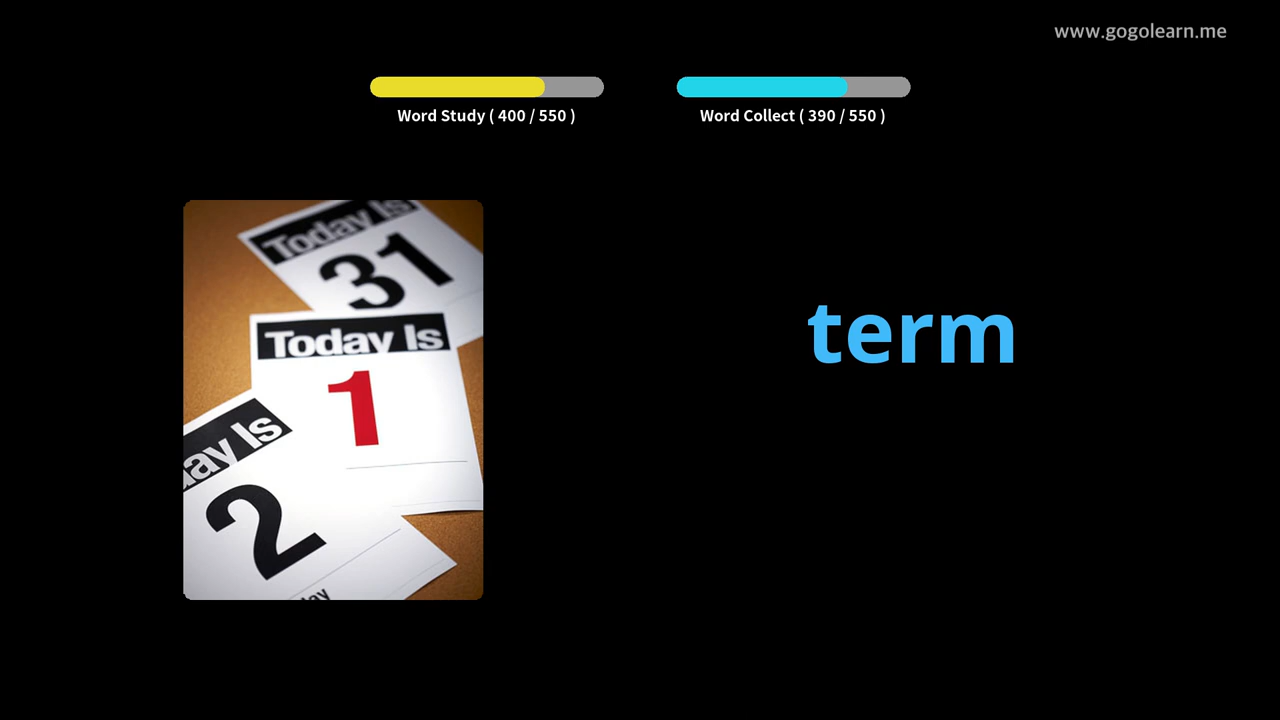 www.gogolearn.me
Word Study ( 400 / 550 )
Word Collect ( 390 / 550 )
Today Is
31
Today Is
1
term
day Is
2